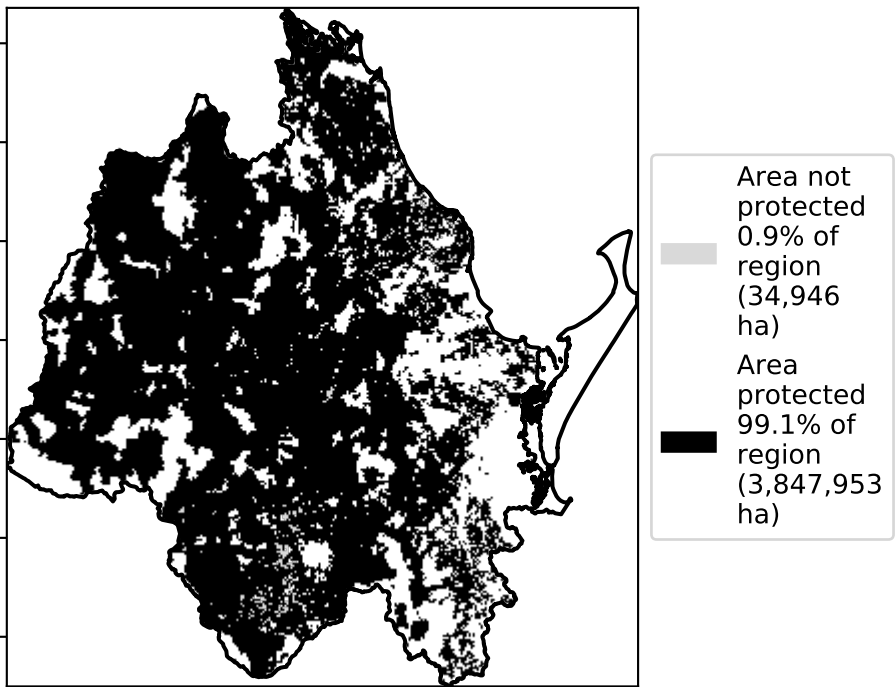 Area not
protected
0.9% of
region
(34,946
ha)
Area
protected
99.1% of
region
(3,847,953
ha)